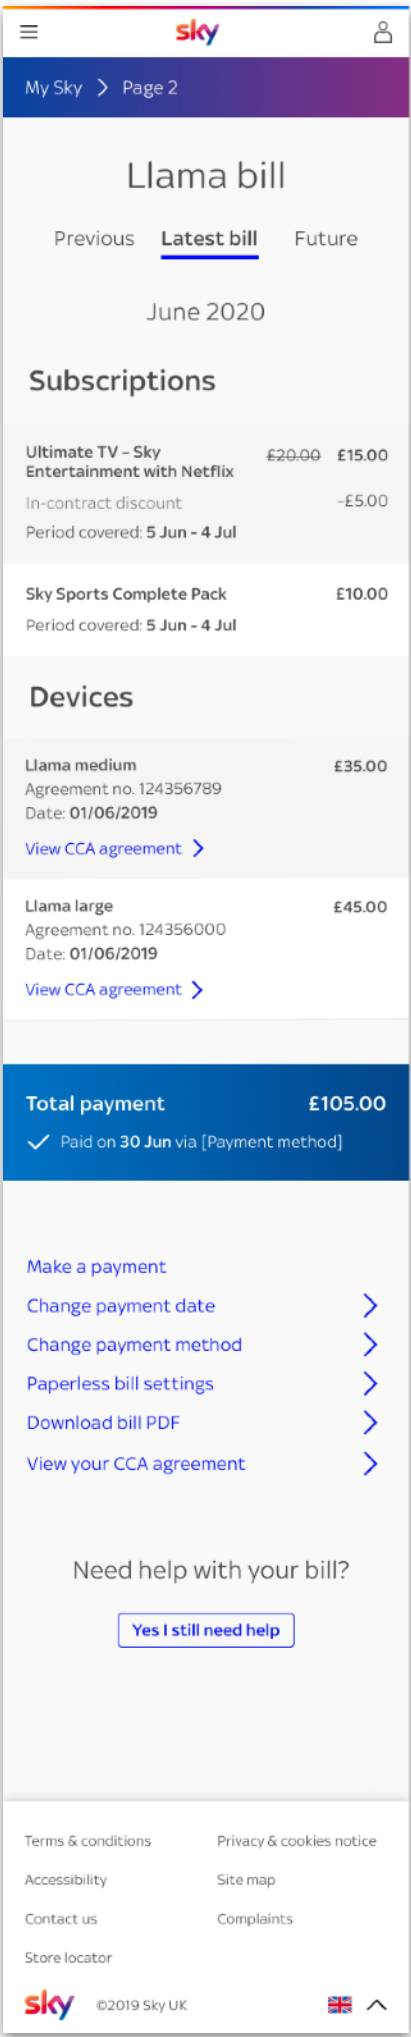 sky
My Sky > Page 2
Llama bill
Previous Latest bill Future
June 2020
Subscriptions
Ultimate TV – Sky £20.00 £15.00
Entertainment with Netflix
In-contract discount -£5.00
Period covered: 5 Jun - 4 Jul
Sky Sports Complete Pack £10.00
Period covered: 5 Jun - 4 Jul
Devices
Llama medium £35.00
Agreement no. 124356789
Date: 01/06/2019
View CCA agreement
Llama large £45.00
Agreement no. 124356000
Date: 01/06/2019
View CCA agreement
Total payment £105.00
Paid on 30 Jun via [Payment method]
Make a payment
Change payment date
Change payment method
Paperless bill settings
Download bill PDF
View your CCA agreement
Need help with your bill?
Yes I still need help
Terms & conditions Privacy & cookies notice
Accessibility Site map
Contact us Complaints
Store locator
sky ©2019 Sky UK